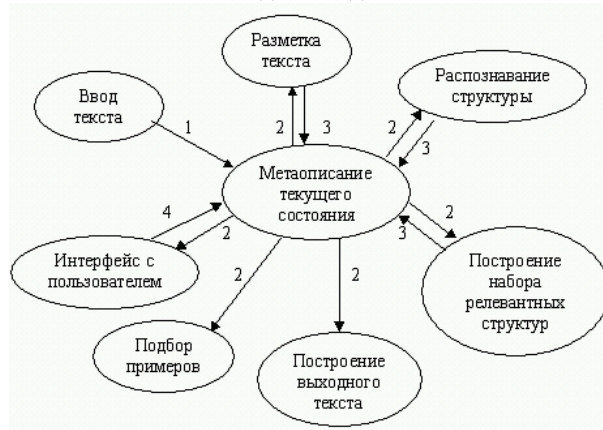 Разметка
текста
Распознавание
структуры
Ввод
текста
1
2
3
2
3
Метаописание
текущего
состояния
4
2
2
3
Интерфейс с
пользователем
2
2
Построение
набора
релевантных
структур
Подбор
примеров
Построение
выходного
текста